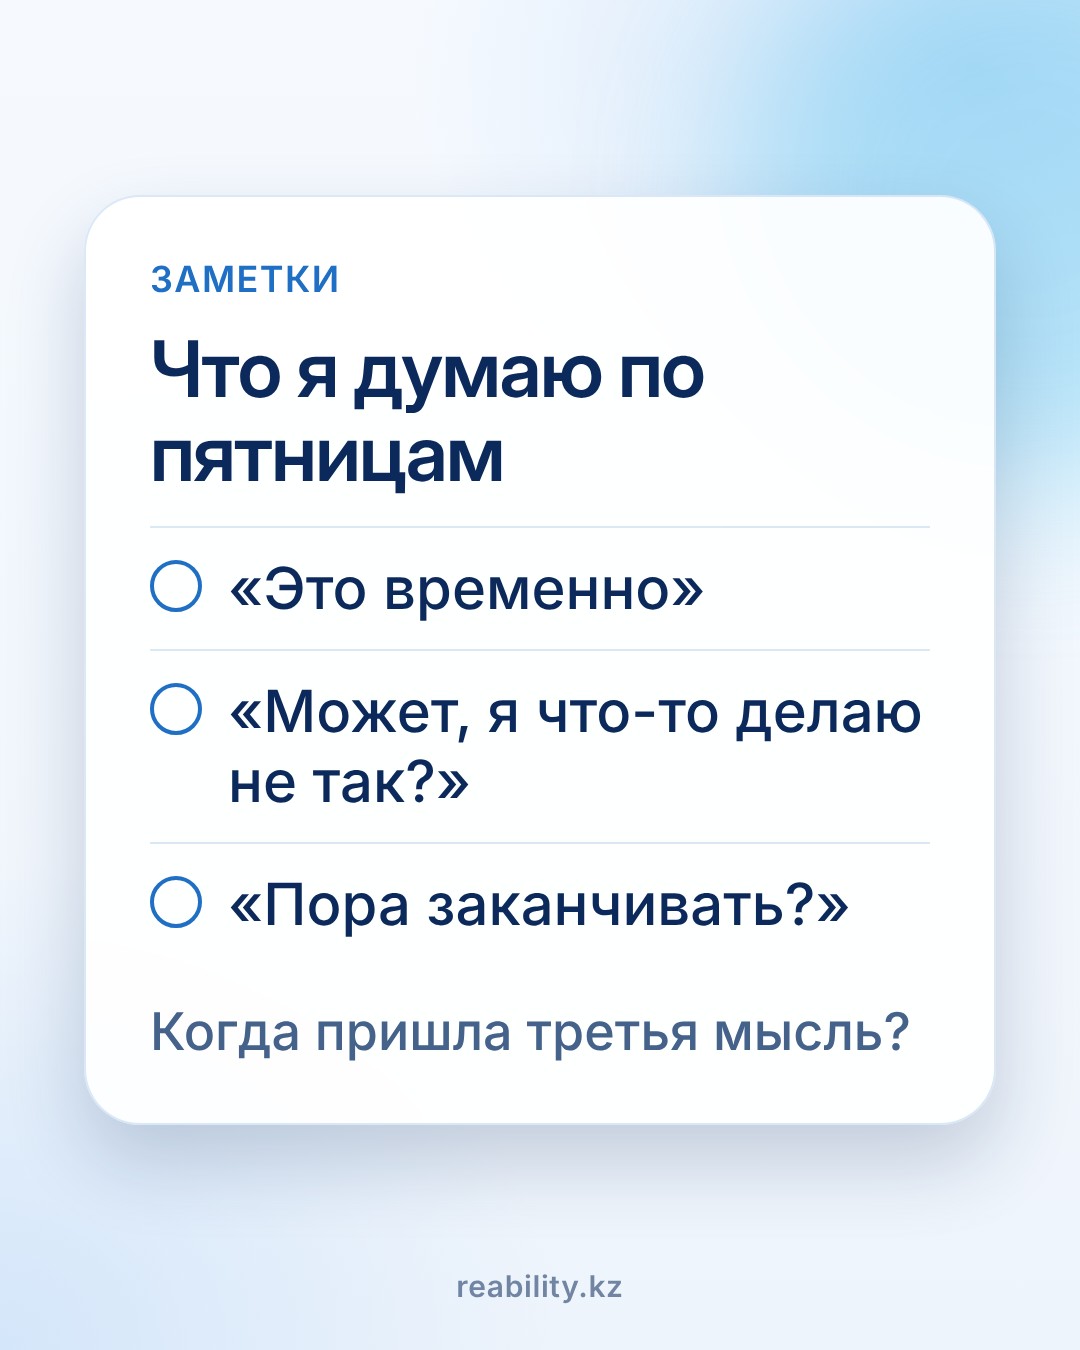 ЗАМЕТКИ
Что я думаю по
пятницам
«Это временно»
«Может, я что-то делаю
не так?»
«Пора заканчивать?»
Когда пришла третья мысль?
reability.kz